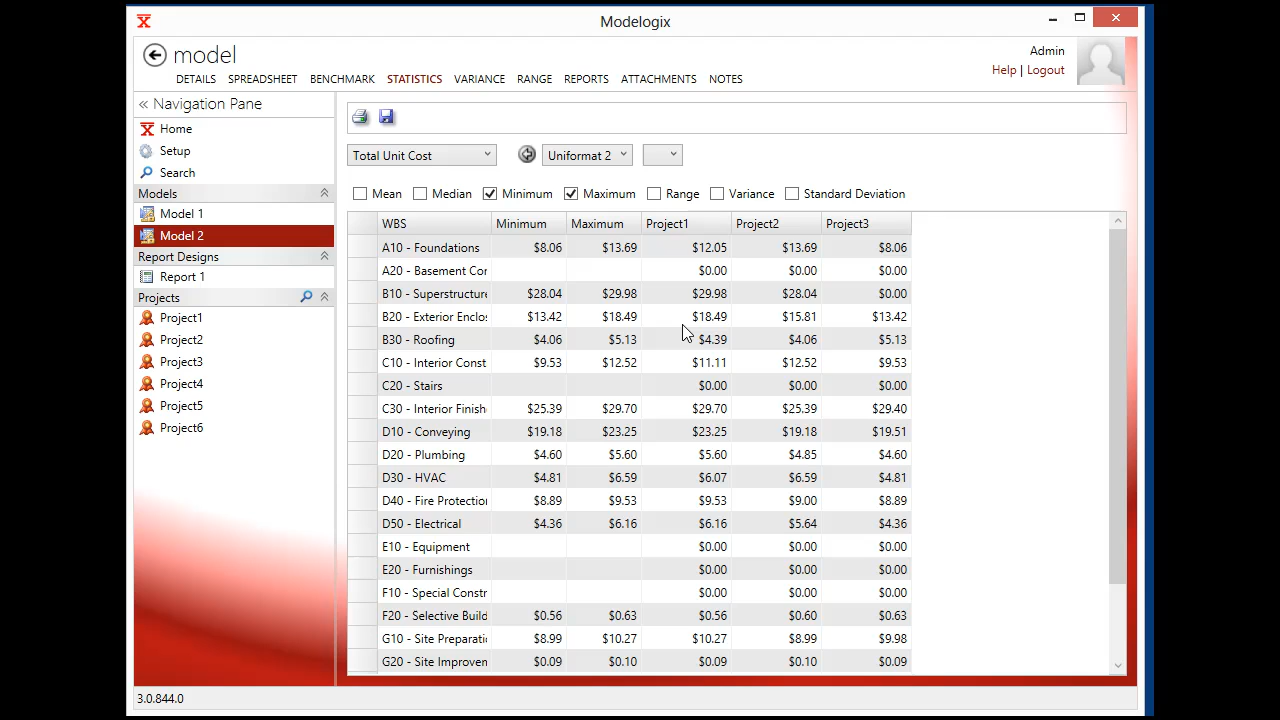 Modelogix
model
Admin
Help | Logout
DETAILS SPREADSHEET BENCHMARK STATISTICS VARIANCE RANGE REPORTS ATTACHMENTS NOTES
« Navigation Pane
Home
Setup
Search
Models
Model 1
Model 2
Report Designs
Report 1
Projects
Project1
Project2
Project3
Project4
Project5
Project6
Total Unit Cost Uniformat 2
Mean Median Minimum Maximum Range Variance Standard Deviation
WBS Minimum Maximum Project1 Project2 Project3
A10 - Foundations $8.06 $13.69 $12.05 $13.69 $8.06
A20 - Basement Cor $0.00 $0.00 $0.00
B10 - Superstructure $28.04 $29.98 $29.98 $28.04 $0.00
B20 - Exterior Enclos $13.42 $18.49 $18.49 $15.81 $13.42
B30 - Roofing $4.06 $5.13 $4.39 $4.06 $5.13
C10 - Interior Const $9.53 $12.52 $11.11 $12.52 $9.53
C20 - Stairs $0.00 $0.00 $0.00
C30 - Interior Finish $25.39 $29.70 $29.70 $25.39 $29.40
D10 - Conveying $19.18 $23.25 $23.25 $19.18 $19.51
D20 - Plumbing $4.60 $5.60 $5.60 $4.85 $4.60
D30 - HVAC $4.81 $6.59 $6.07 $6.59 $4.81
D40 - Fire Protection $8.89 $9.53 $9.53 $9.00 $8.89
D50 - Electrical $4.36 $6.16 $6.16 $5.64 $4.36
E10 - Equipment $0.00 $0.00 $0.00
E20 - Furnishings $0.00 $0.00 $0.00
F10 - Special Constr $0.00 $0.00 $0.00
F20 - Selective Build $0.56 $0.63 $0.56 $0.60 $0.63
G10 - Site Preparati $8.99 $10.27 $10.27 $8.99 $9.98
G20 - Site Improven $0.09 $0.10 $0.09 $0.10 $0.09
3.0.844.0